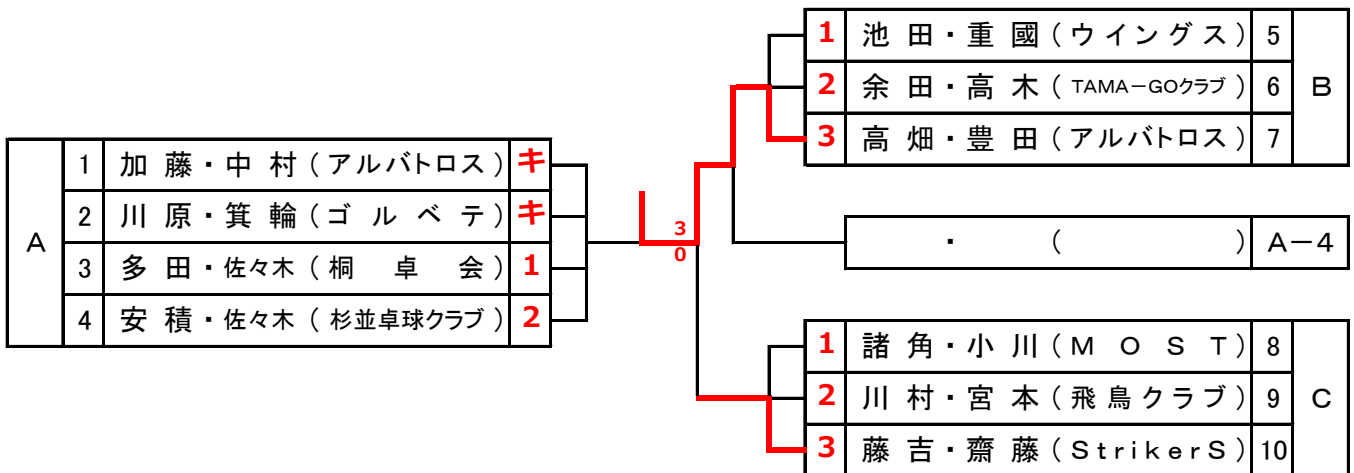 A
1 加藤・中村(アルバトロス) キ
2 川原・箕輪(ゴルベテ) キ
3 多田・佐々木(桐卓会) 1
4 安積・佐々木(杉並卓球クラブ) 2
3
0
1 池田・重國(ウイングス) 5
2 余田・高木(TAMA-GOクラブ) 6
3 高畑・豊田(アルバトロス) 7
B
・ ( ) A-4
1 諸角・小川(MOST) 8
2 川村・宮本(飛鳥クラブ) 9
3 藤吉・齋藤(StrikerS) 10
C